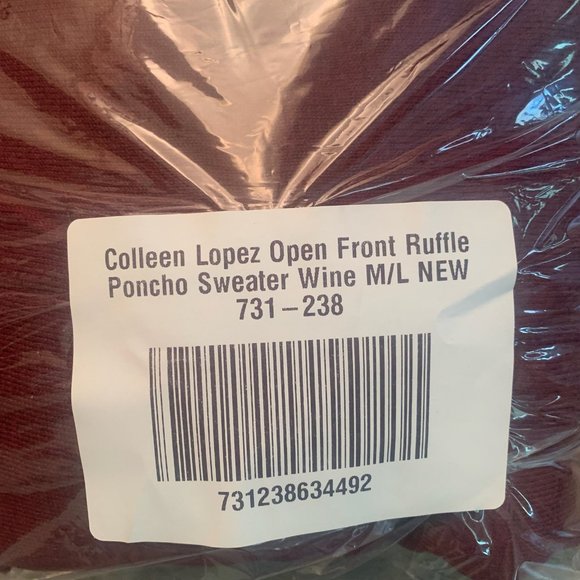 Colleen Lopez Open Front Ruffle
Poncho Sweater Wine M/L NEW
731-238
731238634492